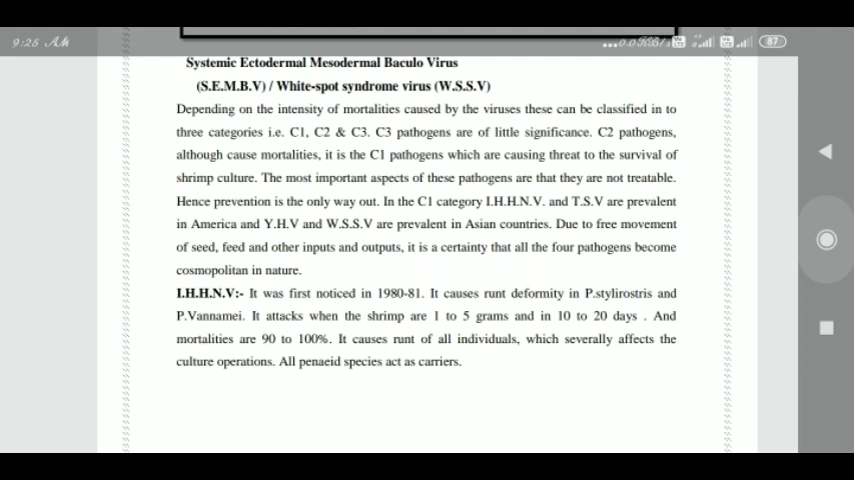 9:25 AM
...0.0KB/s
87
Systemic Ectodermal Mesodermal Baculo Virus
(S.E.M.B.V) / White-spot syndrome virus (W.S.S.V)
Depending on the intensity of mortalities caused by the viruses these can be classified in to
three categories i.e. C1, C2 & C3. C3 pathogens are of little significance. C2 pathogens,
although cause mortalities, it is the C1 pathogens which are causing threat to the survival of
shrimp culture. The most important aspects of these pathogens are that they are not treatable.
Hence prevention is the only way out. In the C1 category I.H.H.N.V. and T.S.V are prevalent
in America and Y.H.V and W.S.S.V are prevalent in Asian countries. Due to free movement
of seed, feed and other inputs and outputs, it is a certainty that all the four pathogens become
cosmopolitan in nature.
I.H.H.N.V:- It was first noticed in 1980-81. It causes runt deformity in P.stylirostris and
P.Vannamei. It attacks when the shrimp are 1 to 5 grams and in 10 to 20 days . And
mortalities are 90 to 100%. It causes runt of all individuals, which severally affects the
culture operations. All penaeid species act as carriers.